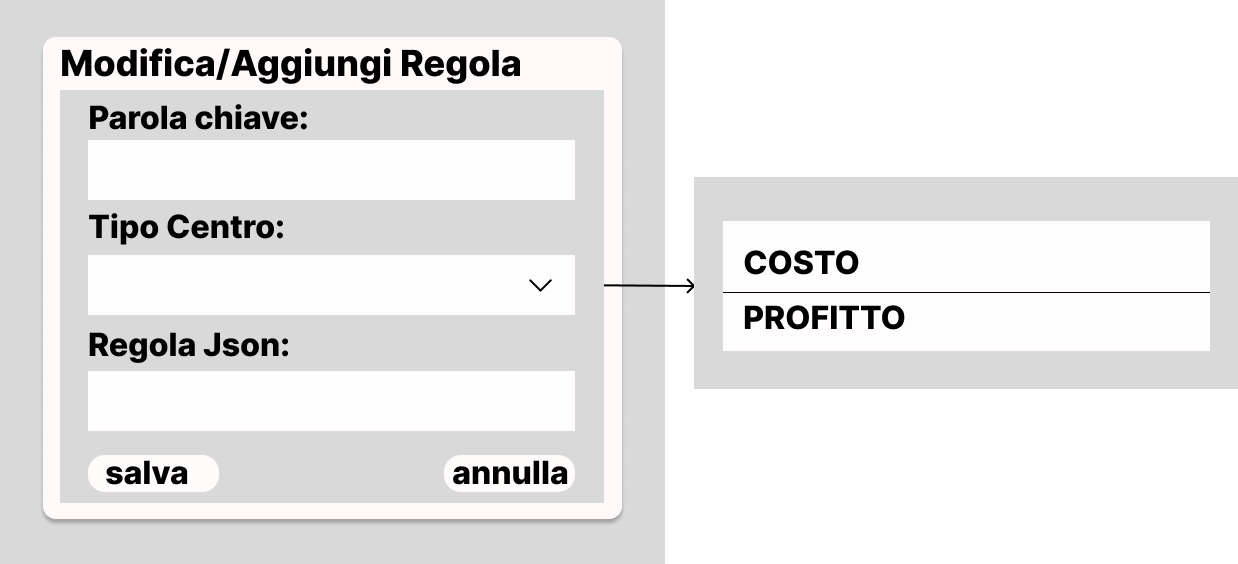 Modifica/Aggiungi Regola
Parola chiave:
Tipo Centro:
Regola Json:
salva
annulla
COSTO
PROFITTO